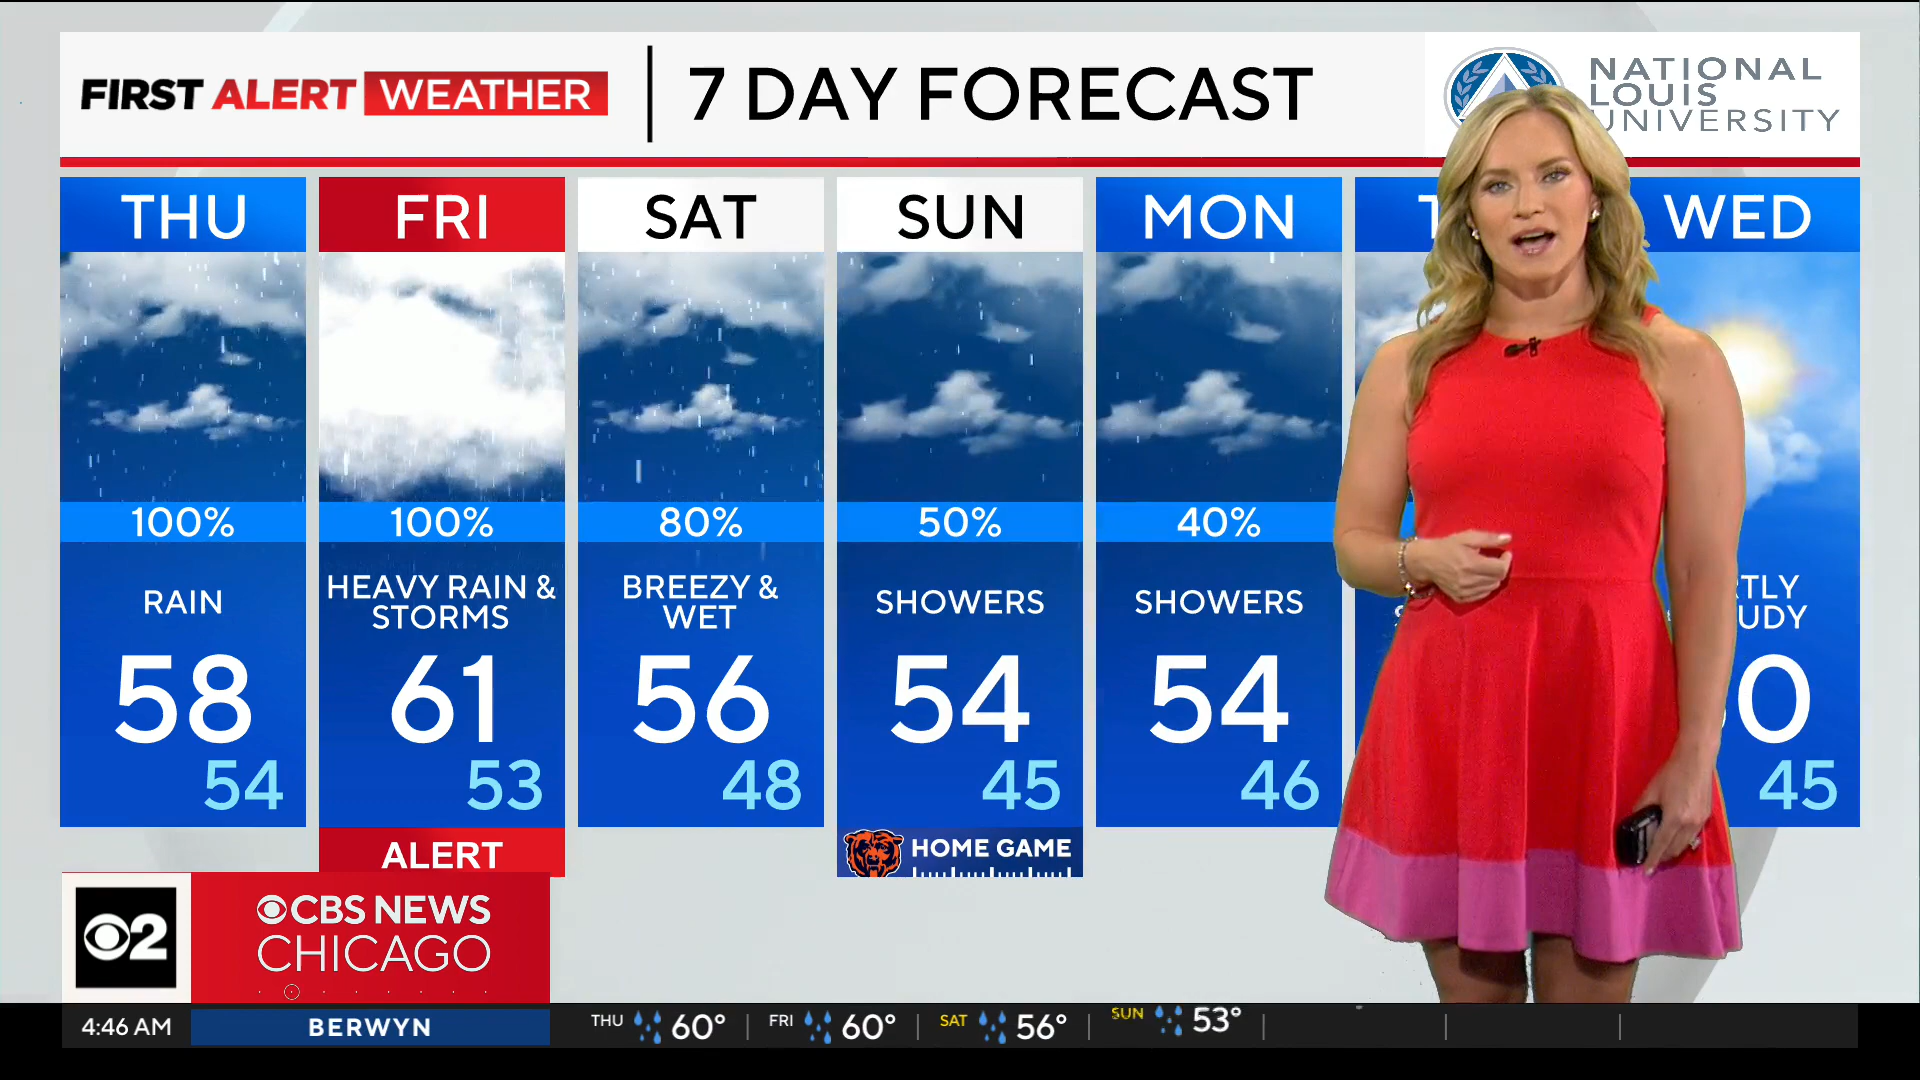 FIRST ALERT WEATHER
7 DAY FORECAST
NATIONAL
LOUIS
UNIVERSITY
THU
FRI
SAT
SUN
MON
WED
100%
100%
80%
50%
40%
RAIN
HEAVY RAIN &
STORMS
BREEZY &
WET
SHOWERS
SHOWERS
58
61
56
54
54
54
53
48
45
46
45
ALERT
HOME GAME
2
CBS NEWS
CHICAGO
4:46 AM
BERWYN
THU 60°
FRI 60°
SAT 56°
SUN 53°